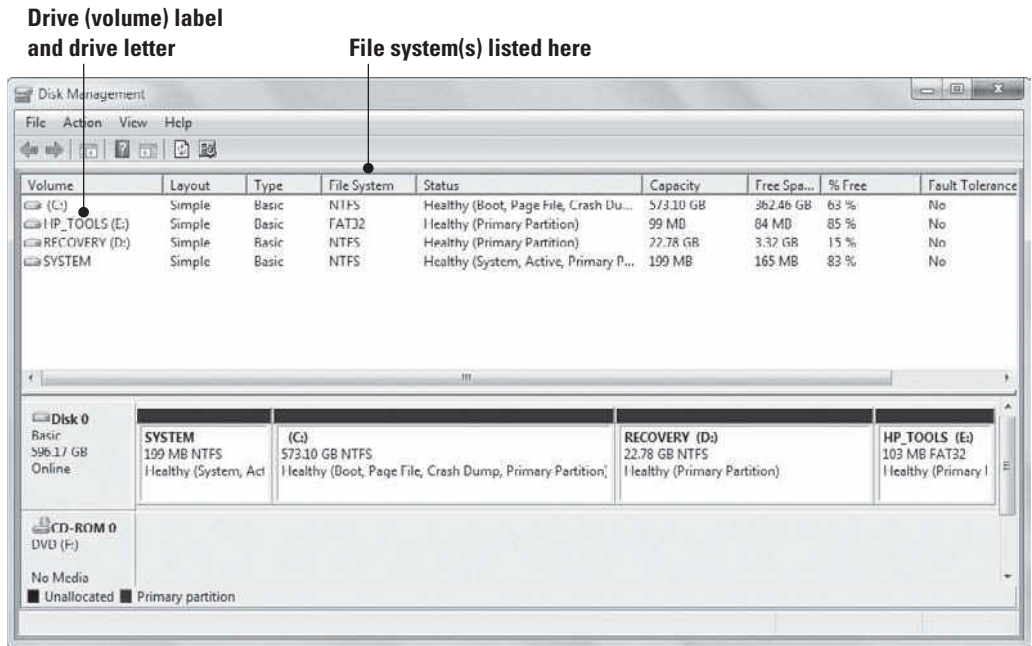 Drive (volume) label
and drive letter
File system(s) listed here
Disk Management
File Action View Help
Volume Layout Type File System Status Capacity Free Spa... % Free Fault Tolerance
(C:) Simple Basic NTFS Healthy (Boot, Page File, Crash Du... 573.10 GB 362.46 GB 63 % No
HP_TOOLS (E:) Simple Basic FAT32 Healthy (Primary Partition) 99 MB 84 MB 85 % No
RECOVERY (D:) Simple Basic NTFS Healthy (Primary Partition) 22.78 GB 3.32 GB 15 % No
SYSTEM Simple Basic NTFS Healthy (System, Active, Primary P... 199 MB 165 MB 83 % No
Disk 0
Basic
596.17 GB
Online
SYSTEM
199 MB NTFS
Healthy (System, Act
(C:)
573.10 GB NTFS
Healthy (Boot, Page File, Crash Dump, Primary Partition)
RECOVERY (D:)
22.78 GB NTFS
Healthy (Primary Partition)
HP_TOOLS (E:)
103 MB FAT32
Healthy (Primary
CD-ROM 0
DVD (F:)
No Media
Unallocated Primary partition